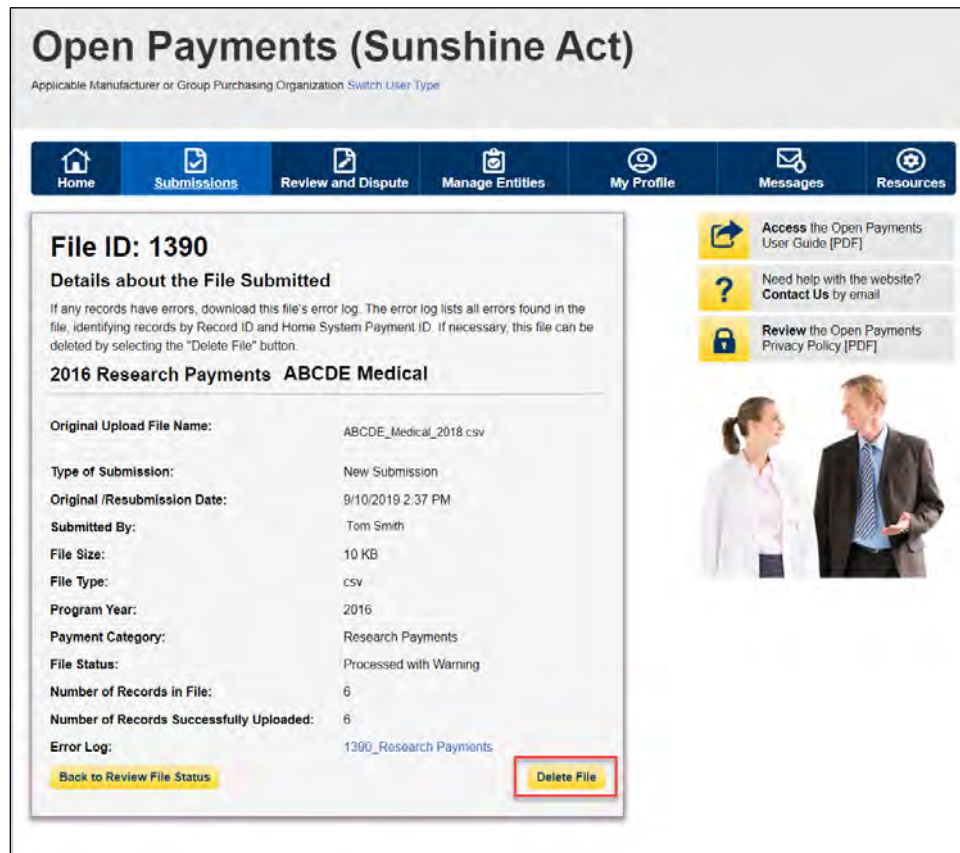 Open Payments (Sunshine Act)
Applicable Manufacturer or Group Purchasing Organization Switch User Type
Home Submissions Review and Dispute Manage Entities My Profile Messages Resources
File ID: 1390
Details about the File Submitted
If any records have errors, download this file's error log. The error log lists all errors found in the
file, identifying records by Record ID and Home System Payment ID. If necessary, this file can be
deleted by selecting the "Delete File" button.
2016 Research Payments ABCDE Medical
Original Upload File Name: ABCDE_Medical_2018.csv
Type of Submission: New Submission
Original /Resubmission Date: 9/10/2019 2:37 PM
Submitted By: Tom Smith
File Size: 10 KB
File Type: csv
Program Year: 2016
Payment Category: Research Payments
File Status: Processed with Warning
Number of Records in File: 6
Number of Records Successfully Uploaded: 6
Error Log: 1390_Research Payments
Back to Review File Status Delete File
Access the Open Payments
User Guide [PDF]
Need help with the website?
Contact Us by email
Review the Open Payments
Privacy Policy [PDF]